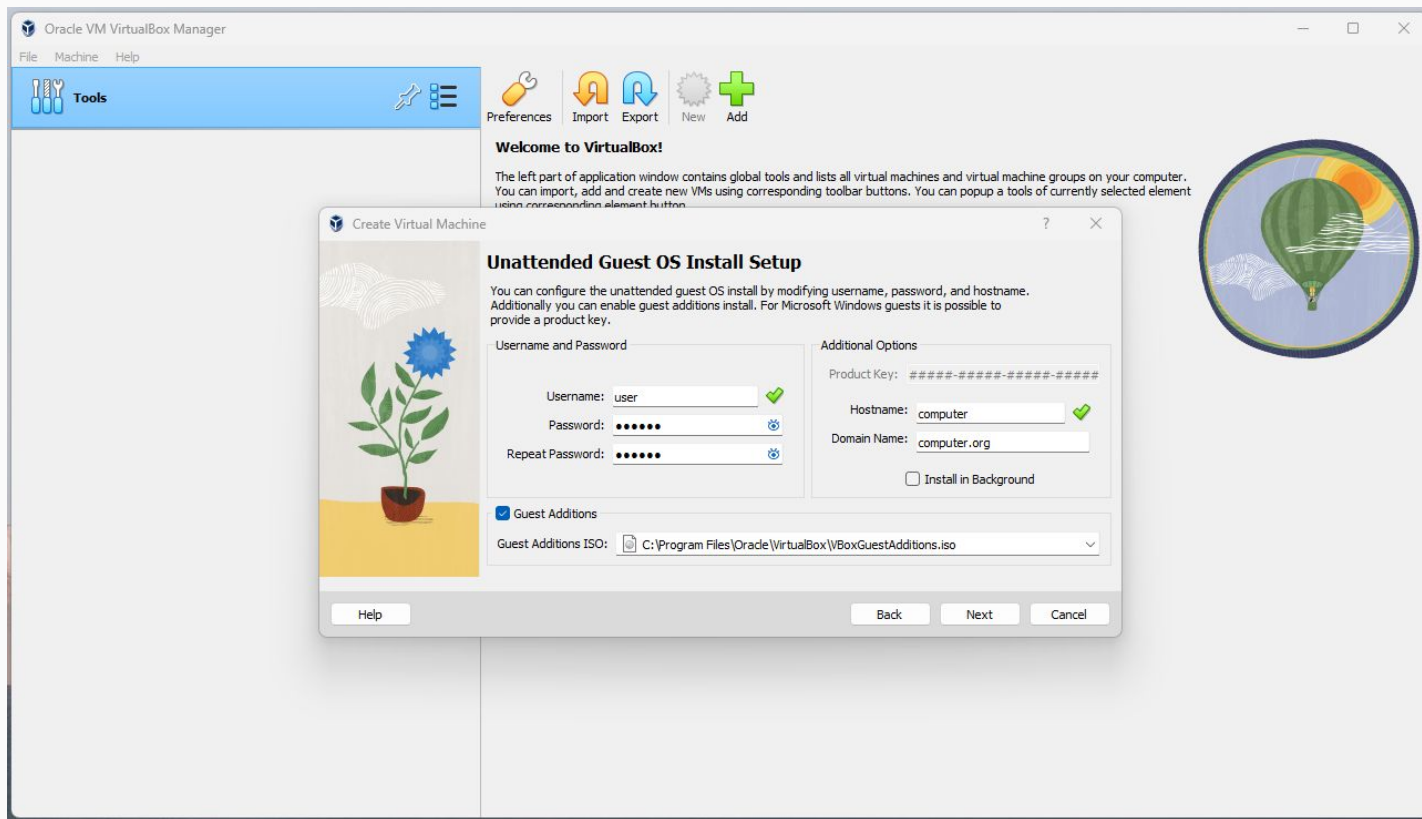 Oracle VM VirtualBox Manager
File Machine Help
Tools
Preferences Import Export New Add
Welcome to VirtualBox!
The left part of application window contains global tools and lists all virtual machines and virtual machine groups on your computer.
You can import, add and create new VMs using corresponding toolbar buttons. You can popup a tools of currently selected element
using corresponding element button.
Create Virtual Machine ?
Unattended Guest OS Install Setup
You can configure the unattended guest OS install by modifying username, password, and hostname.
Additionally you can enable guest additions install. For Microsoft Windows guests it is possible to
provide a product key.
Username and Password
Username: user
Password: ●●●●●●
Repeat Password: ●●●●●●
Additional Options
Product Key: #####-#####-#####-#####
Hostname: computer
Domain Name: computer.org
Install in Background
Guest Additions
Guest Additions ISO: C:\Program Files\Oracle\VirtualBox\VBoxGuestAdditions.iso
Help Back Next Cancel